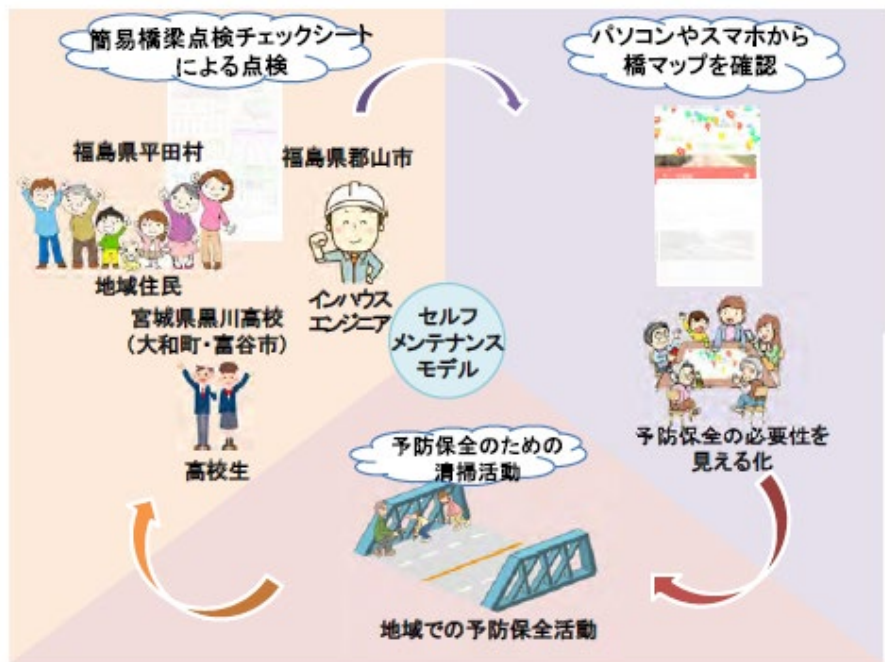 簡易橋梁点検チェックシート
による点検
福島県平田村
地域住民
福島県郡山市
インハウス
エンジニア
宮城県黒川高校
（大和町・富谷市）
高校生
パソコンやスマホから
橋マップを確認
予防保全の必要性を
見える化
セルフ
メンテナンス
モデル
予防保全のための
清掃活動
地域での予防保全活動